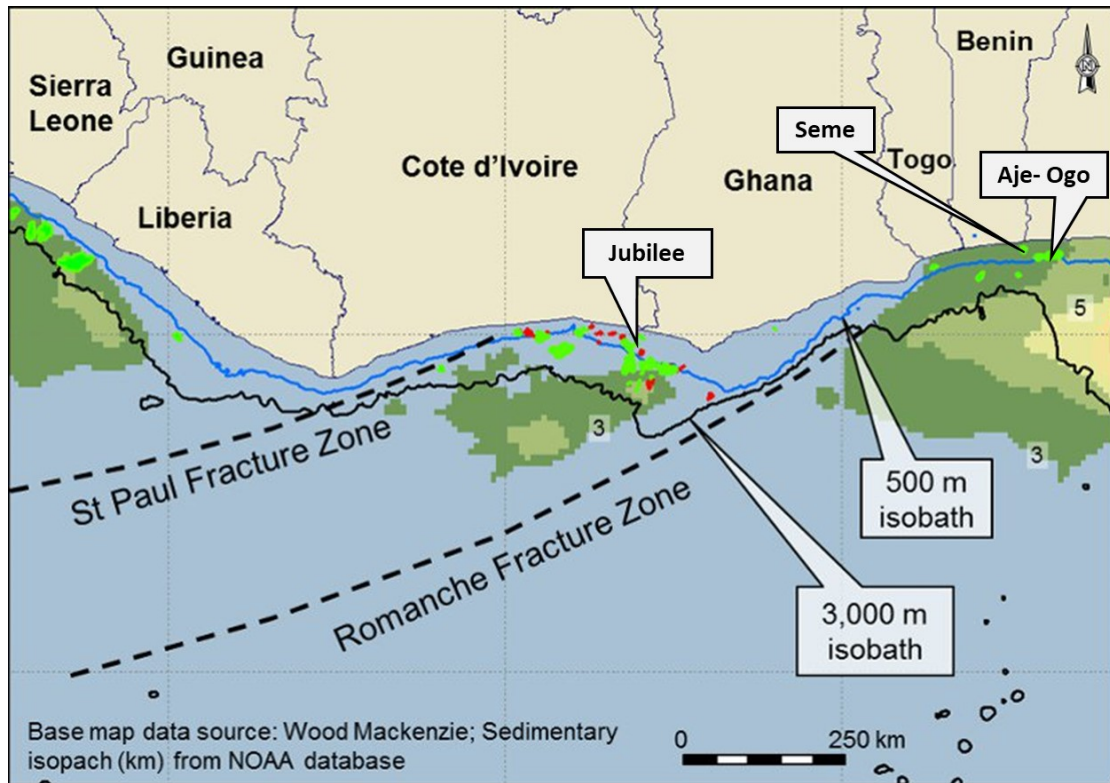 Guinea
Benin
Sierra
Leone
Seme
Cote d'Ivoire
Togo
Aje- Ogo
Ghana
Liberia
Jubilee
5
3
3
St Paul Fracture Zone
500 m
isobath
Romanche Fracture Zone
3,000 m
isobath
Base map data source: Wood Mackenzie; Sedimentary
isopach (km) from NOAA database
0 250 km
N